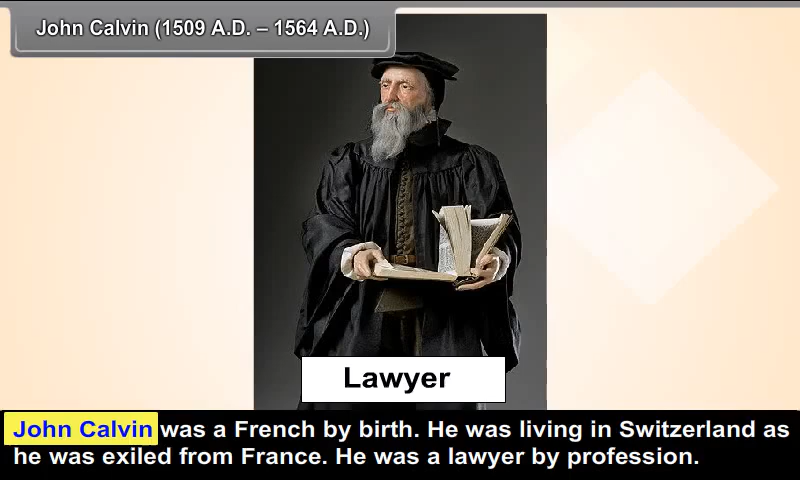 John Calvin (1509 A.D. – 1564 A.D.)
Lawyer
John Calvin was a French by birth. He was living in Switzerland as
he was exiled from France. He was a lawyer by profession.